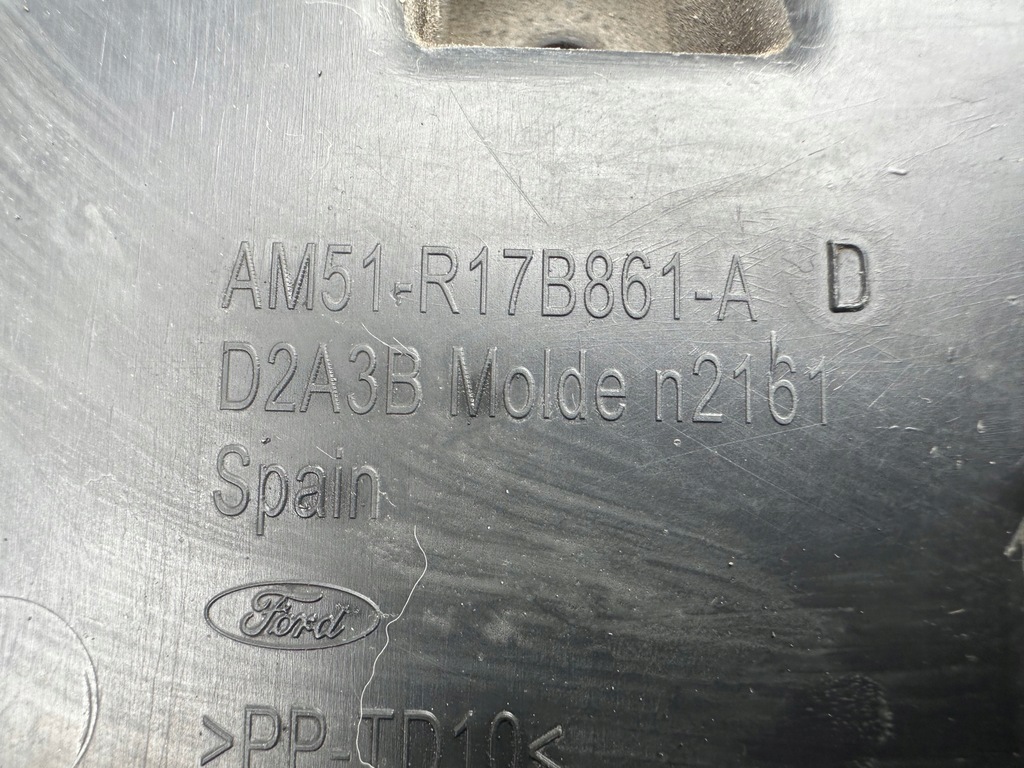 AM51-R17B861-A D
D2A3B Molde n2161
Spain
Ford
>PP-TD10<